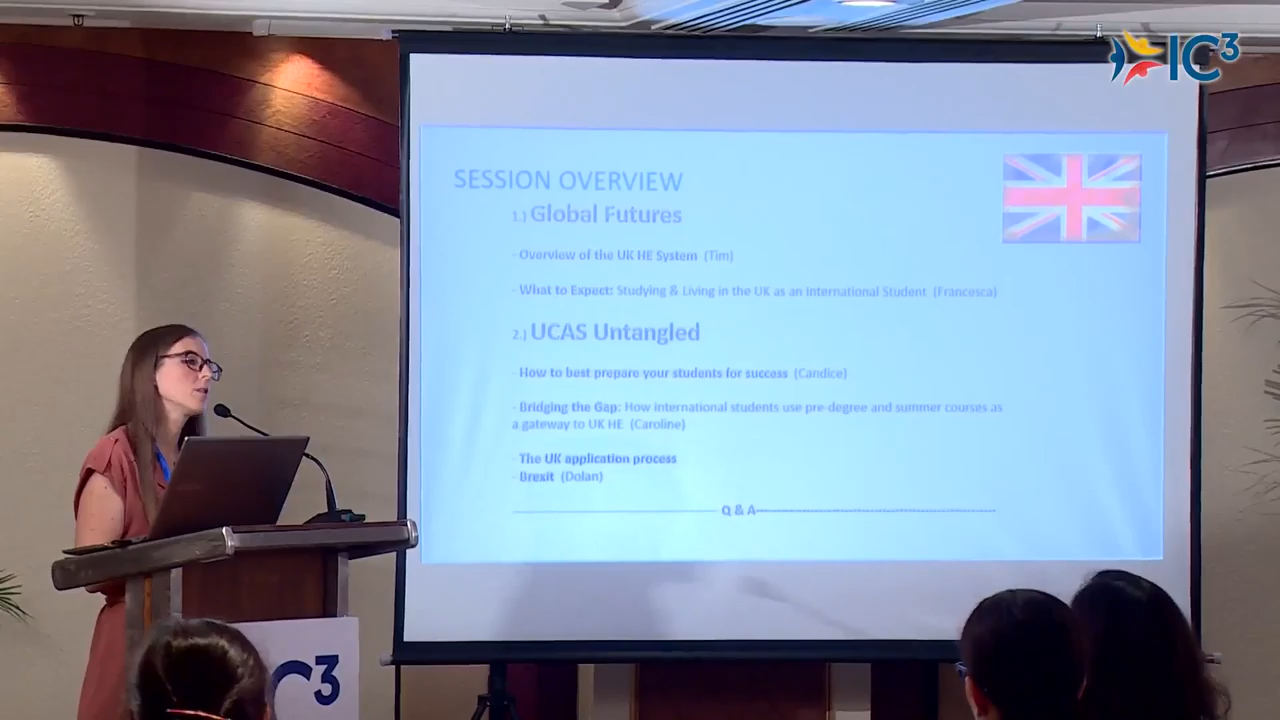 IC3
SESSION OVERVIEW
1.) Global Futures
- Overview of the UK HE System (Tim)
- What to Expect: Studying & Living in the UK as an International Student (Francesca)
2.) UCAS Untangled
- How to best prepare your students for success (Candice)
- Bridging the Gap: How international students use pre-degree and summer courses as
a gateway to UK HE (Caroline)
- The UK application process
- Brexit (Dolan)
Q & A
IC3